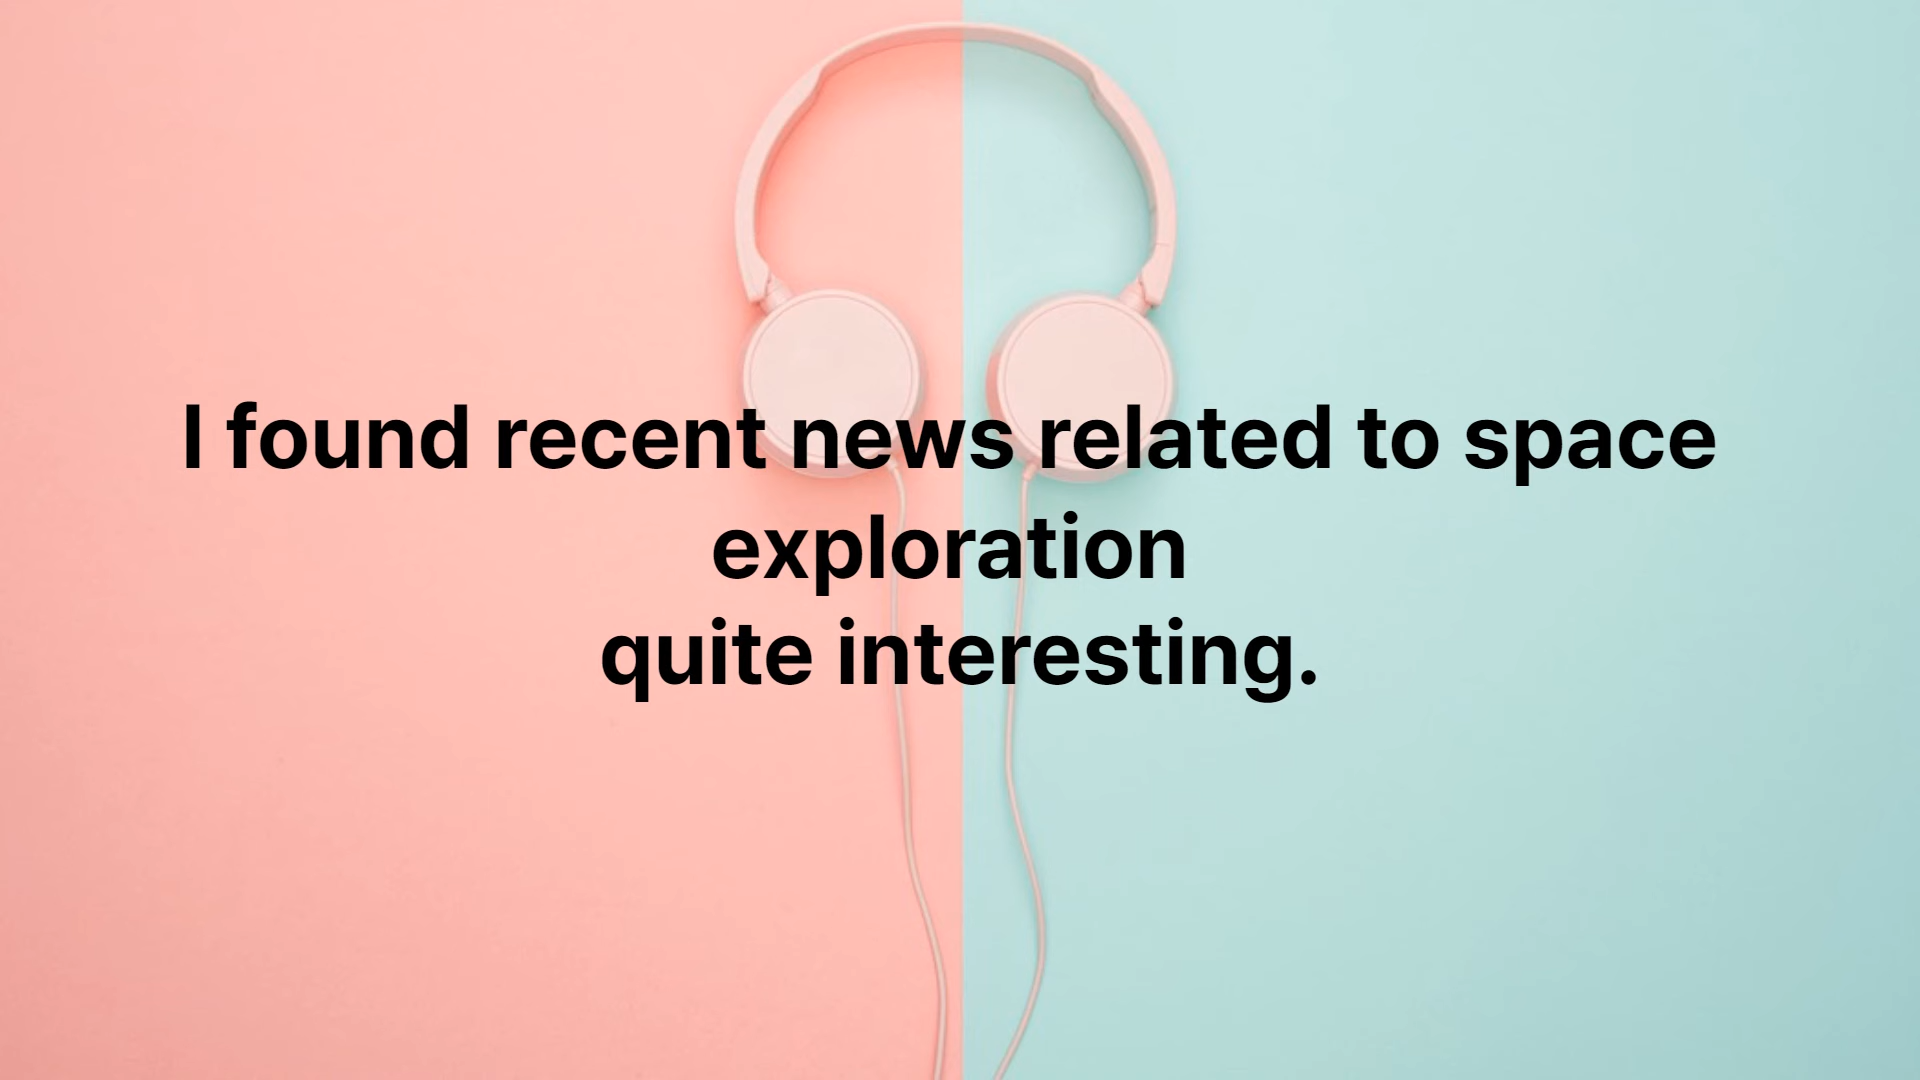 I found recent news related to space
exploration
quite interesting.